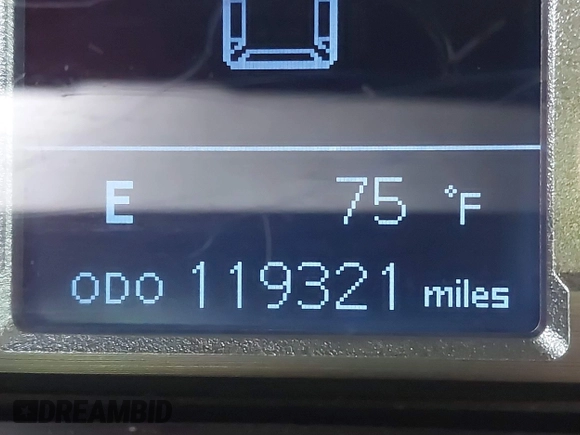 E 75 °F
ODO 119321 miles
DREAMBID